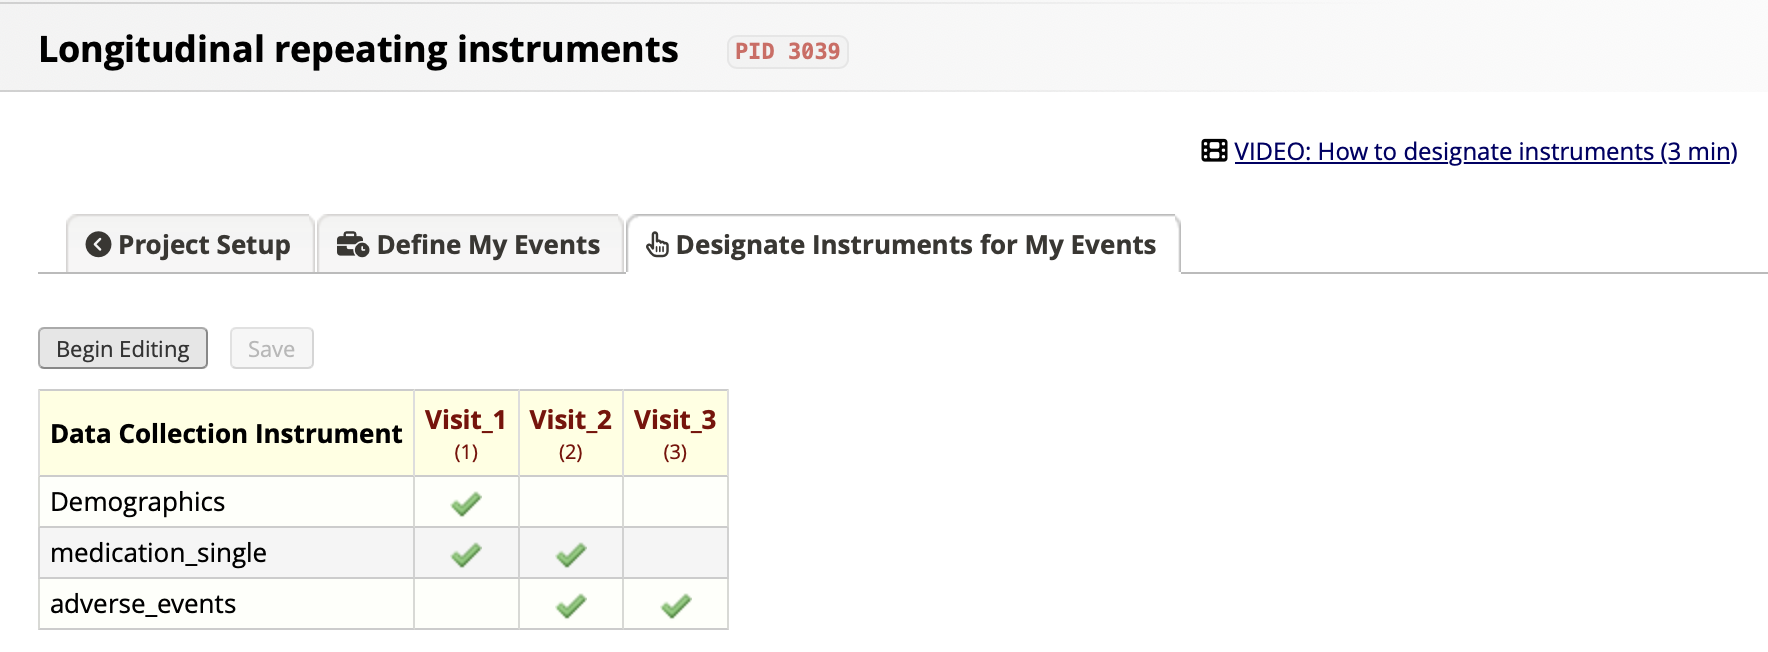 Longitudinal repeating instruments PID 3039
VIDEO: How to designate instruments (3 min)
Project Setup Define My Events Designate Instruments for My Events
Begin Editing Save
Data Collection Instrument Visit_1 (1) Visit_2 (2) Visit_3 (3)
Demographics
medication_single
adverse_events